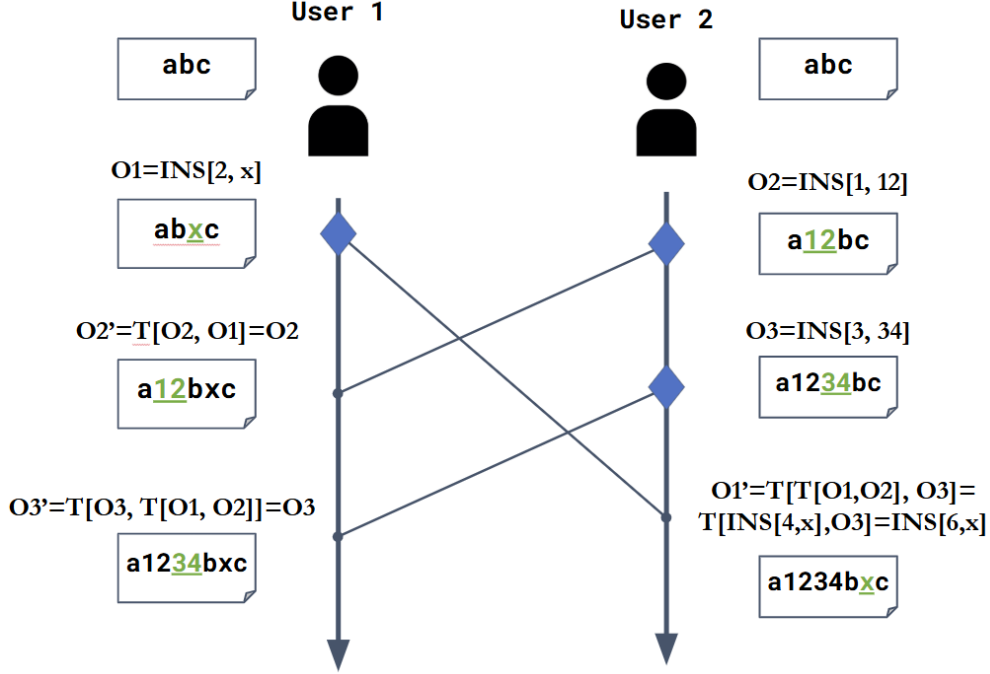 User 1
User 2
abc
abc
O1=INS[2, x]
O2=INS[1, 12]
abxc
a12bc
O2’=T[O2, O1]=O2
O3=INS[3, 34]
a12bxc
a1234bc
O3’=T[O3, T[O1, O2]]=O3
O1’=T[T[O1,O2], O3]=
T[INS[4,x],O3]=INS[6,x]
a1234bxc
a1234bxc